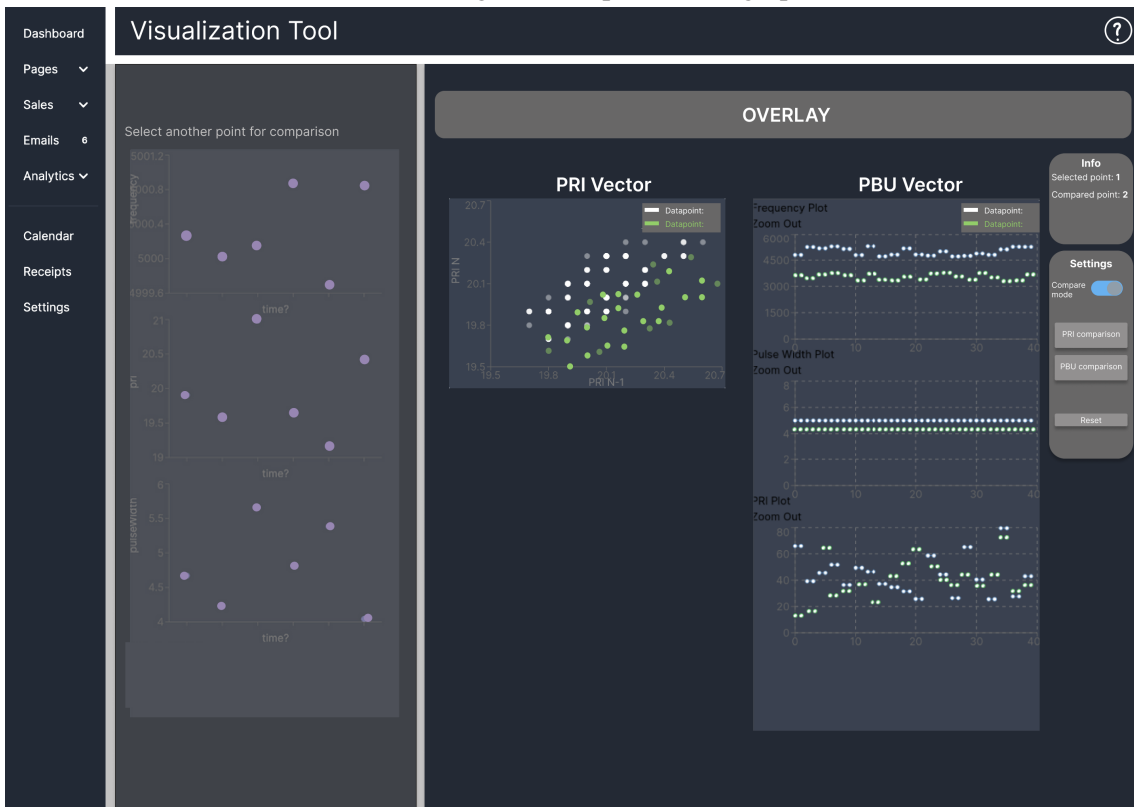 Dashboard
Pages
Sales
Emails 6
Analytics
Calendar
Receipts
Settings
Visualization Tool
?
Select another point for comparison
5001.2
5000.8
5000.4
5000
4999.6
frequency
time?
21
20.5
20
19.5
19
pri
time?
6
5.5
5
4.5
4
pulseWidth
time?
OVERLAY
PRI Vector
Datapoint:
Datapoint:
20.7
20.4
20.1
19.8
19.5
PRI N
19.5 19.8 20.1 20.4 20.7
PRI N-1
PBU Vector
Datapoint:
Datapoint:
Frequency Plot
Zoom Out
6000
4500
3000
1500
0
0 10 20 30 40
Pulse Width Plot
Zoom Out
8
6
4
2
0
0 10 20 30 40
PRI Plot
Zoom Out
80
60
40
20
0
0 10 20 30 40
Info
Selected point: 1
Compared point: 2
Settings
Compare
mode
PRI comparison
PBU comparison
Reset